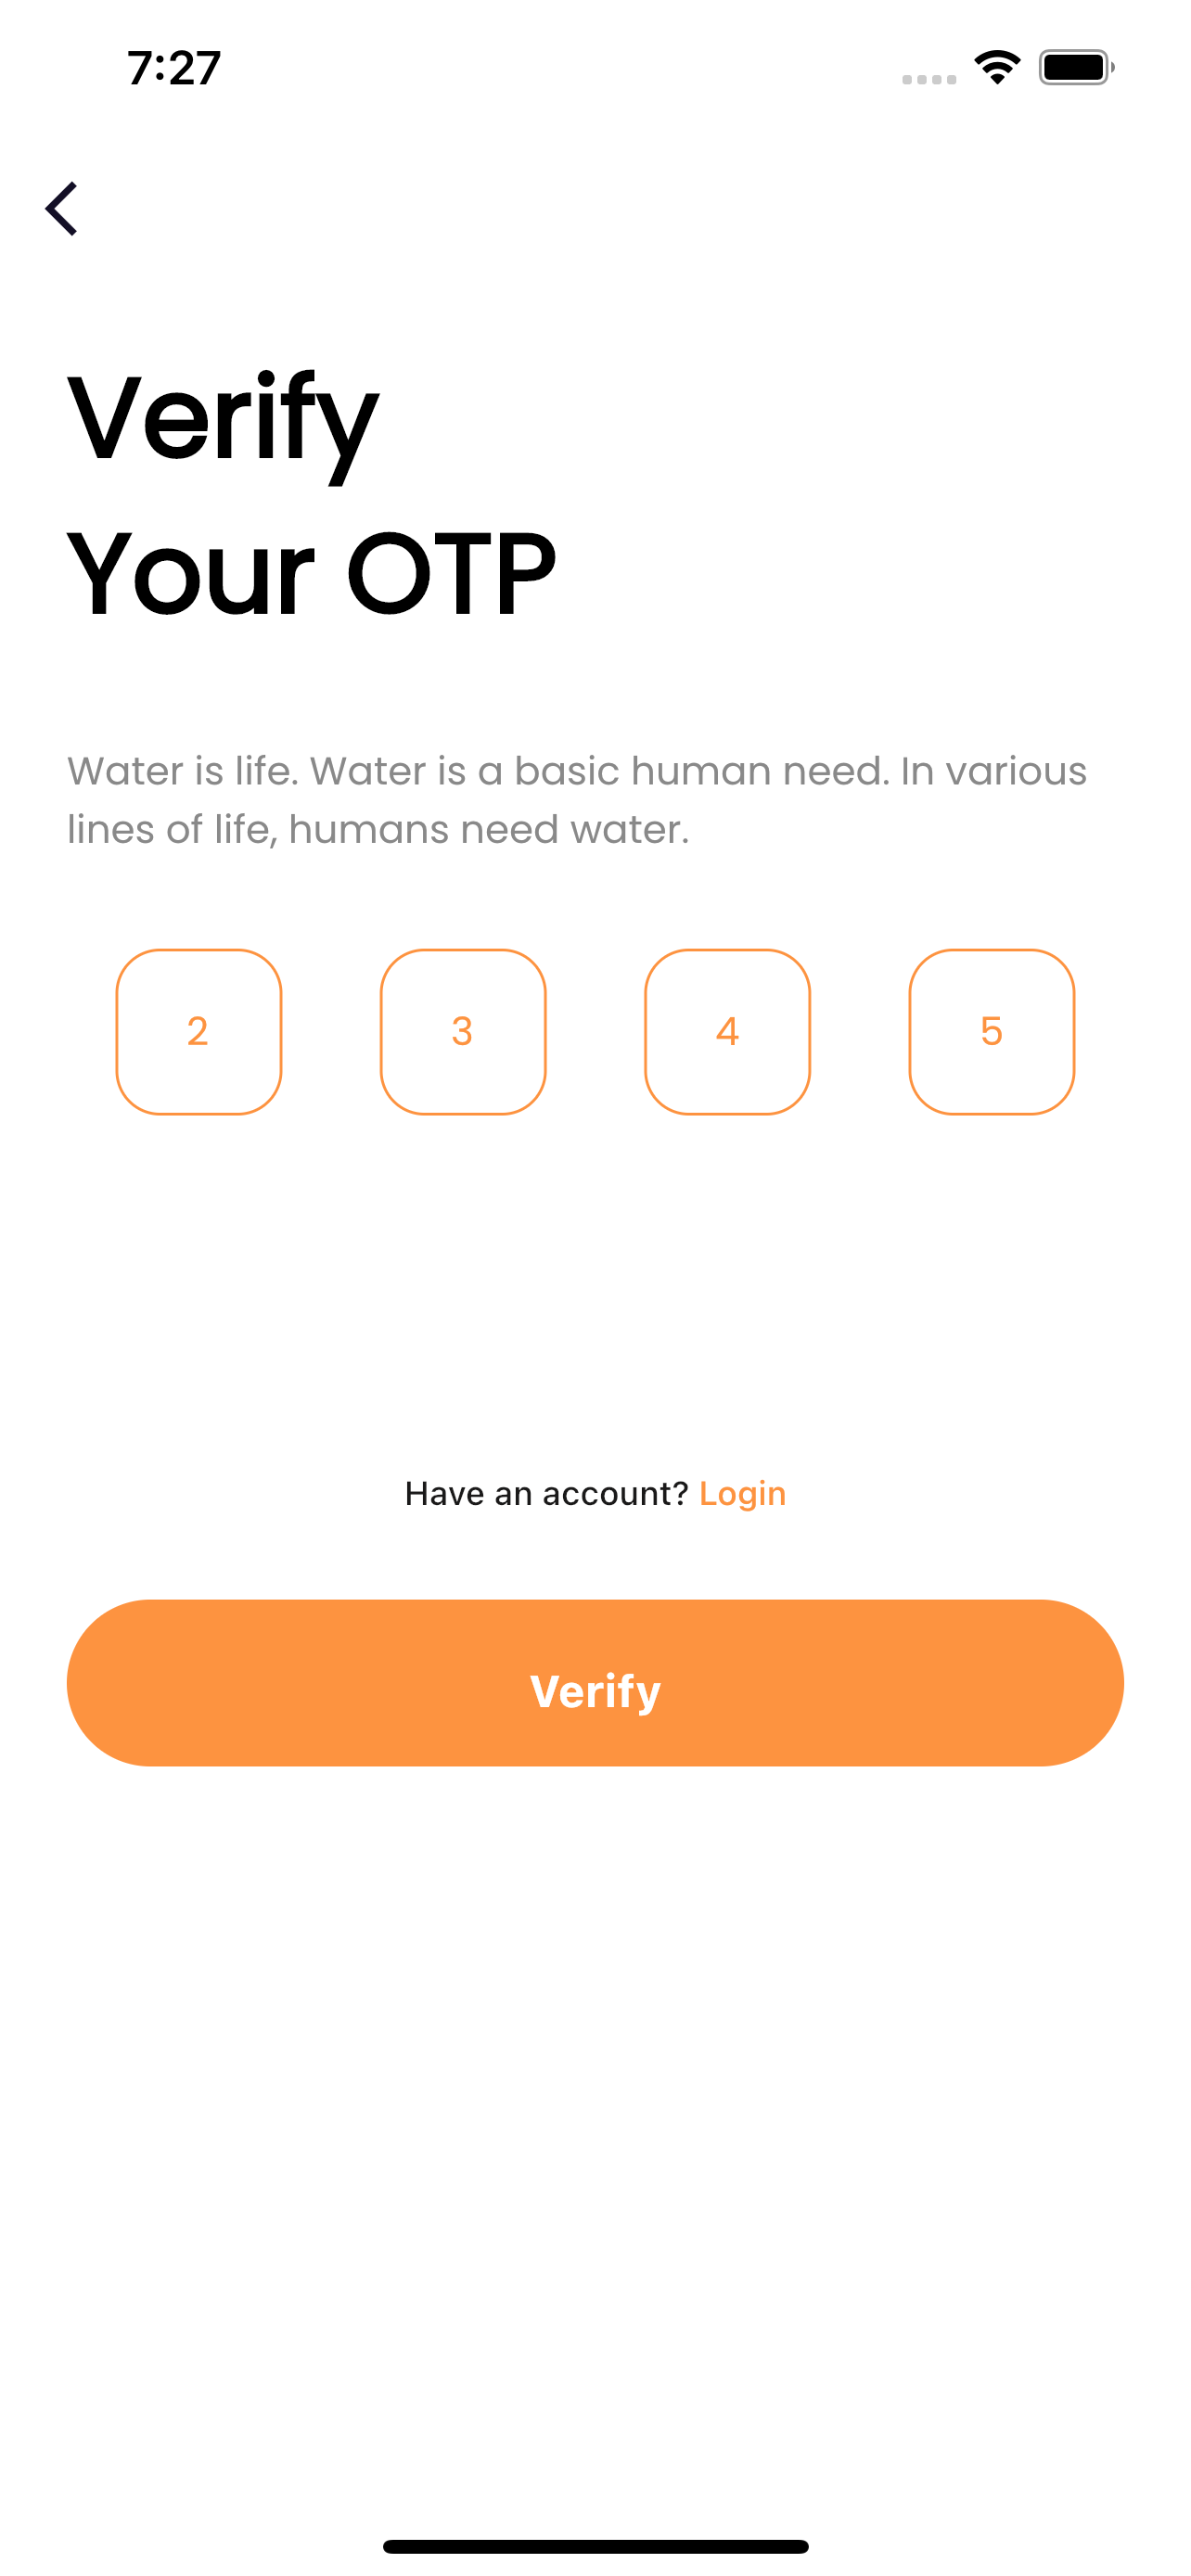 7:27
Verify
Your OTP
Water is life. Water is a basic human need. In various
lines of life, humans need water.
2 3 4 5
Have an account? Login
Verify